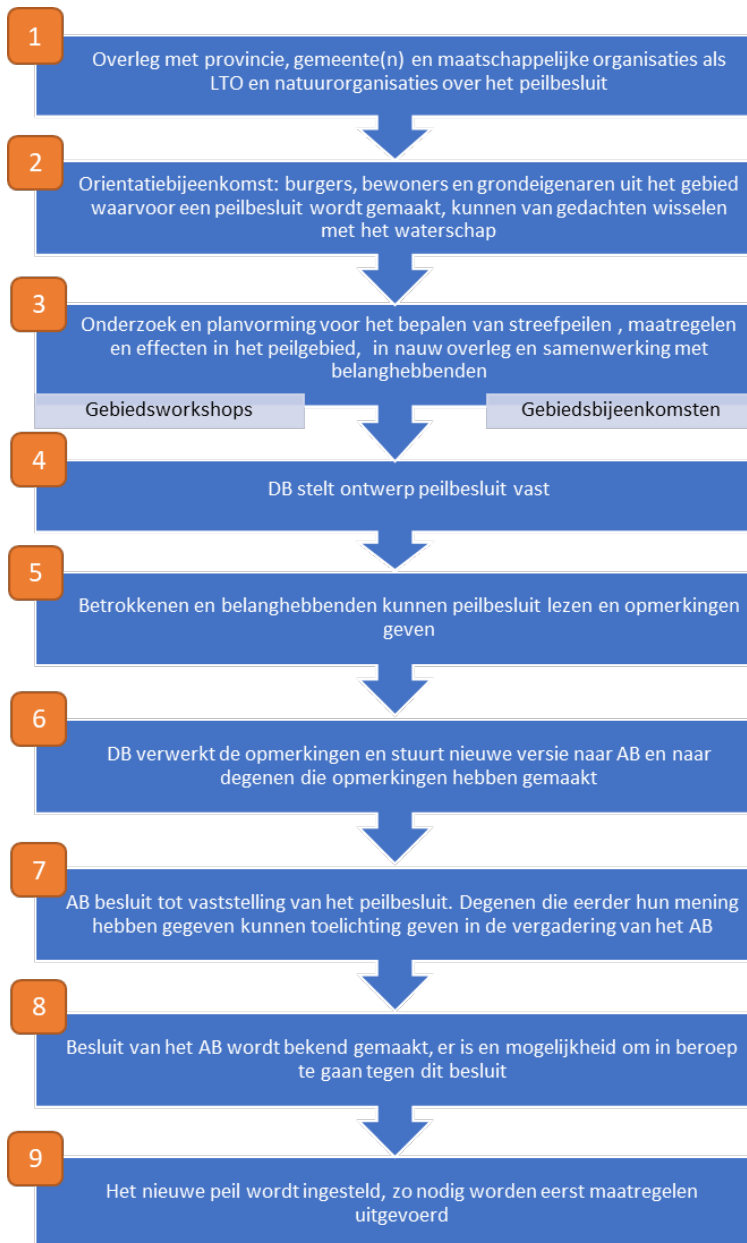 1
Overleg met provincie, gemeente(n) en maatschappelijke organisaties als
LTO en natuurorganisaties over het peilbesluit
2
Orientatiebijeenkomst: burgers, bewoners en grondeigenaren uit het gebied
waarvoor een peilbesluit wordt gemaakt, kunnen van gedachten wisselen
met het waterschap
3
Onderzoek en planvorming voor het bepalen van streefpeilen , maatregelen
en effecten in het peilgebied, in nauw overleg en samenwerking met
belanghebbenden
Gebiedsworkshops
Gebiedsbijeenkomsten
4
DB stelt ontwerp peilbesluit vast
5
Betrokkenen en belanghebbenden kunnen peilbesluit lezen en opmerkingen
geven
6
DB verwerkt de opmerkingen en stuurt nieuwe versie naar AB en naar
degenen die opmerkingen hebben gemaakt
7
AB besluit tot vaststelling van het peilbesluit. Degenen die eerder hun mening
hebben gegeven kunnen toelichting geven in de vergadering van het AB
8
Besluit van het AB wordt bekend gemaakt, er is en mogelijkheid om in beroep
te gaan tegen dit besluit
9
Het nieuwe peil wordt ingesteld, zo nodig worden eerst maatregelen
uitgevoerd